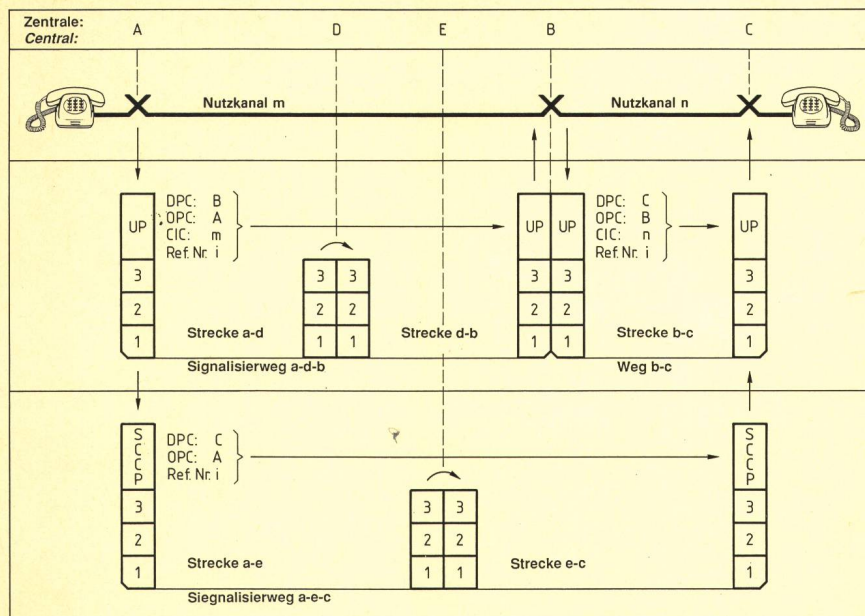 Zentrale:
Central:
A D E B C
Nutzkanal m
Nutzkanal n
UP
DPC: B
OPC: A
CIC: m
Ref. Nr. i
UP UP
DPC: C
OPC: B
CIC: n
Ref. Nr. i
UP
3 3 3 3 3 3
2 2 2 2 2 2
1 Strecke a-d 1 1 Strecke d-b 1 1 Strecke b-c 1
Signalisierweg a-d-b
Weg b-c
SCCP
DPC: C
OPC: A
Ref. Nr. i
SCCP
3 3 3 3
2 2 2 2
1 Strecke a-e 1 1 Strecke e-c 1
Siegnalisierweg a-e-c